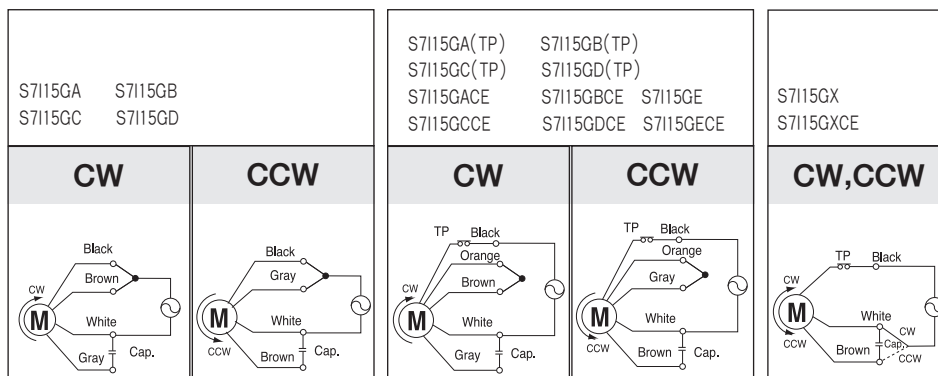 S7I15GA S7I15GB
S7I15GC S7I15GD
CW CCW
Black
Brown
CW
M
White
Gray Cap.
Black
Gray
M
White
CCW
Brown Cap.
S7I15GA(TP) S7I15GB(TP)
S7I15GC(TP) S7I15GD(TP)
S7I15GACE S7I15GBCE S7I15GE
S7I15GCCE S7I15GDCE S7I15GECE
CW CCW
TP Black
Orange
Brown
CW
M
White
Gray Cap.
TP Black
Orange
Gray
M
White
CCW
Brown Cap.
S7I15GX
S7I15GXCE
CW,CCW
TP Black
CW
M
White
CW
CCW
Brown Cap.
CCW